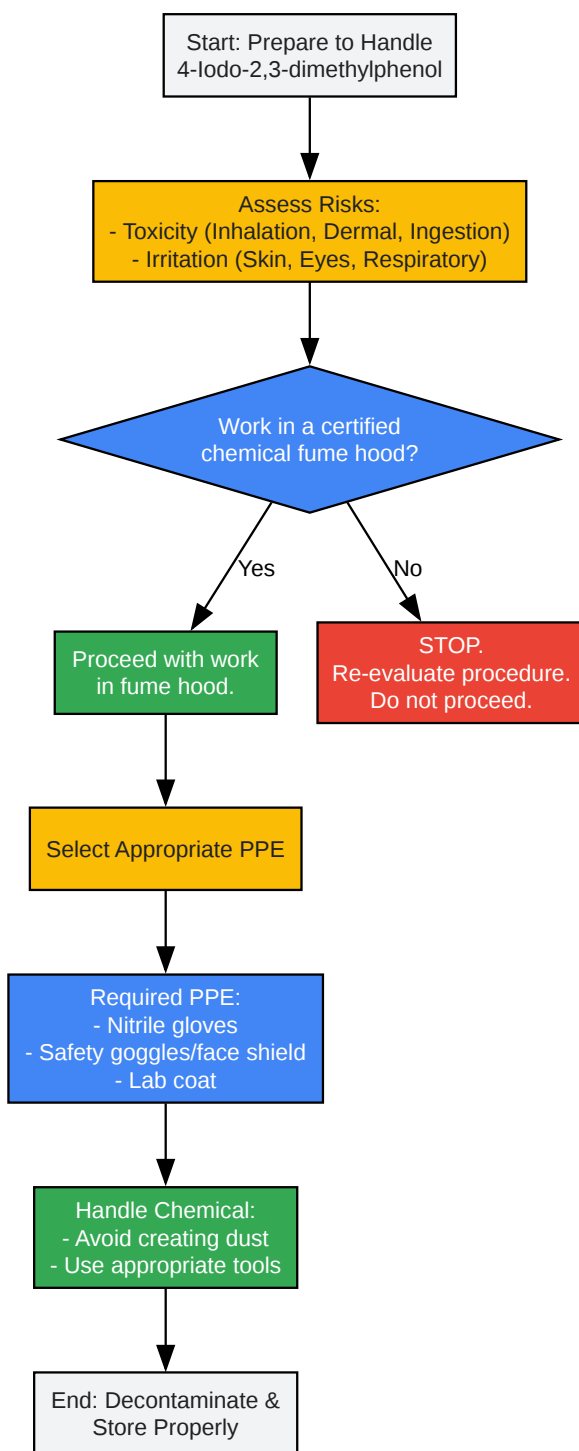 Start: Prepare to Handle
4-Iodo-2,3-dimethylphenol
Assess Risks:
- Toxicity (Inhalation, Dermal, Ingestion)
- Irritation (Skin, Eyes, Respiratory)
Work in a certified
chemical fume hood?
Yes
No
Proceed with work
in fume hood.
STOP.
Re-evaluate procedure.
Do not proceed.
Select Appropriate PPE
Required PPE:
- Nitrile gloves
- Safety goggles/face shield
- Lab coat
Handle Chemical:
- Avoid creating dust
- Use appropriate tools
End: Decontaminate &
Store Properly